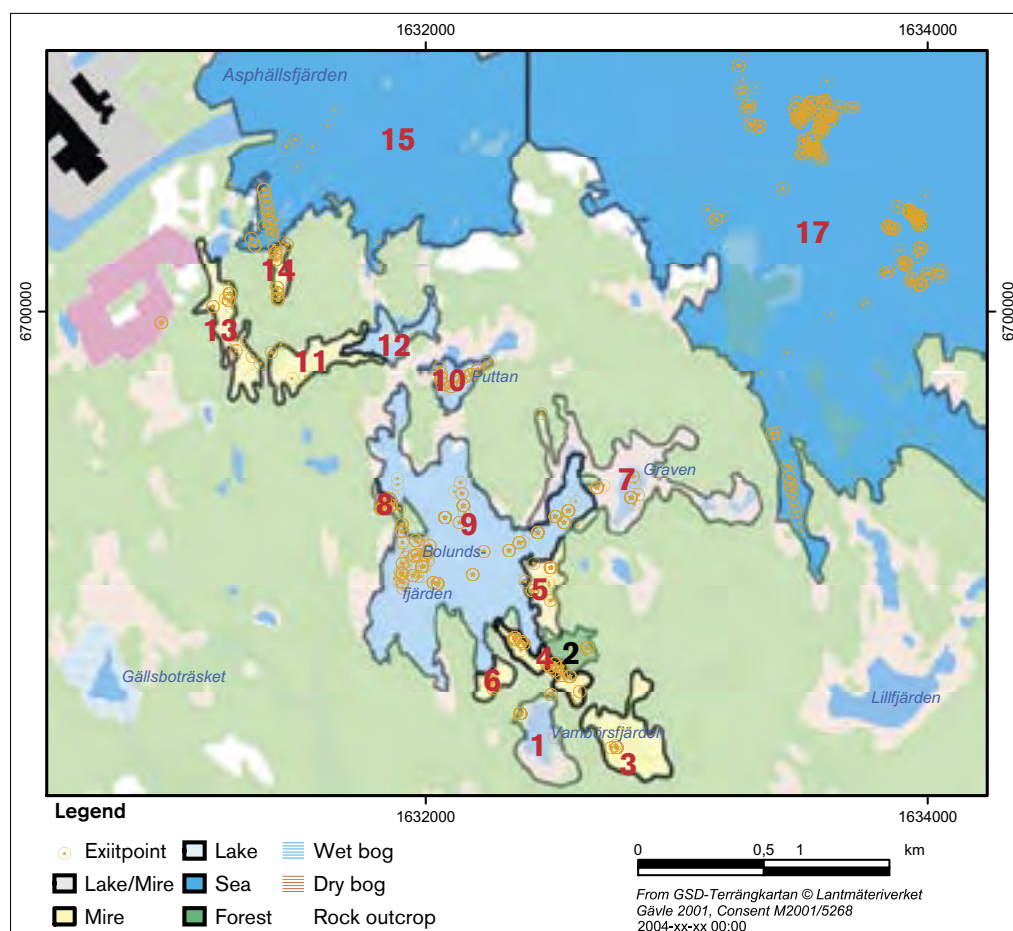 1632000 1634000
Asphällsfjärden
15
17
14
6700000 6700000
13
12
11
10 Puttan
7 Graven
8
9
Bolunds-
5
fjärden
2
4
Gällsboträsket
6
Lillfjärden
1 Vambörsfjärden
3
1632000 1634000
Legend
Exiitpoint Lake Wet bog
Lake/Mire Sea Dry bog
Mire Forest Rock outcrop
0 0,5 1 km
From GSD-Terrängkartan © Lantmäteriverket
Gävle 2001, Consent M2001/5268
2004-xx-xx 00:00